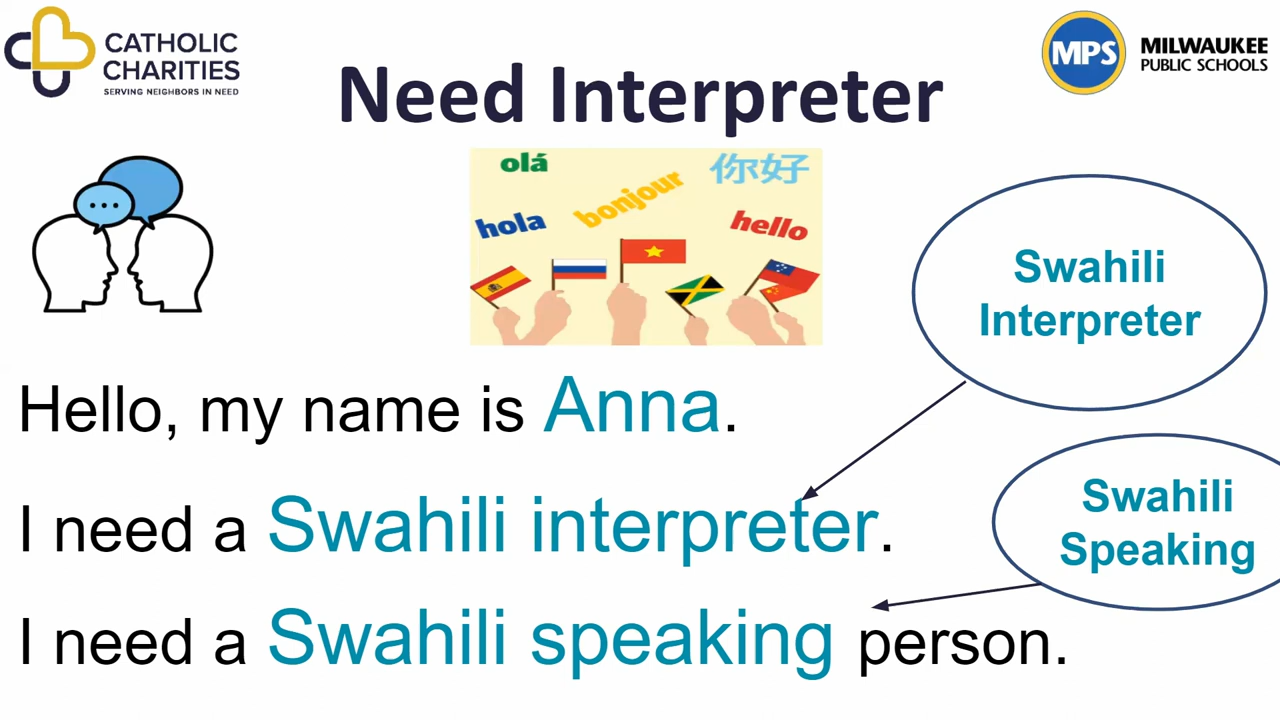 CATHOLIC
CHARITIES
SERVING NEIGHBORS IN NEED
MPS
MILWAUKEE
PUBLIC SCHOOLS
Need Interpreter
olá
你好
bonjour
hola
hello
Swahili
Interpreter
Hello, my name is Anna.
I need a Swahili interpreter.
Swahili
Speaking
I need a Swahili speaking person.